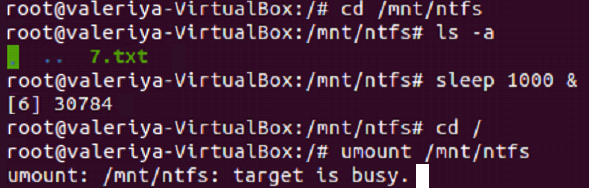 root@valeriya-VirtualBox:/# cd /mnt/ntfs
root@valeriya-VirtualBox:/mnt/ntfs# ls -a
.  ..  7.txt
root@valeriya-VirtualBox:/mnt/ntfs# sleep 1000 &
[6] 30784
root@valeriya-VirtualBox:/mnt/ntfs# cd /
root@valeriya-VirtualBox:/# umount /mnt/ntfs
umount: /mnt/ntfs: target is busy.